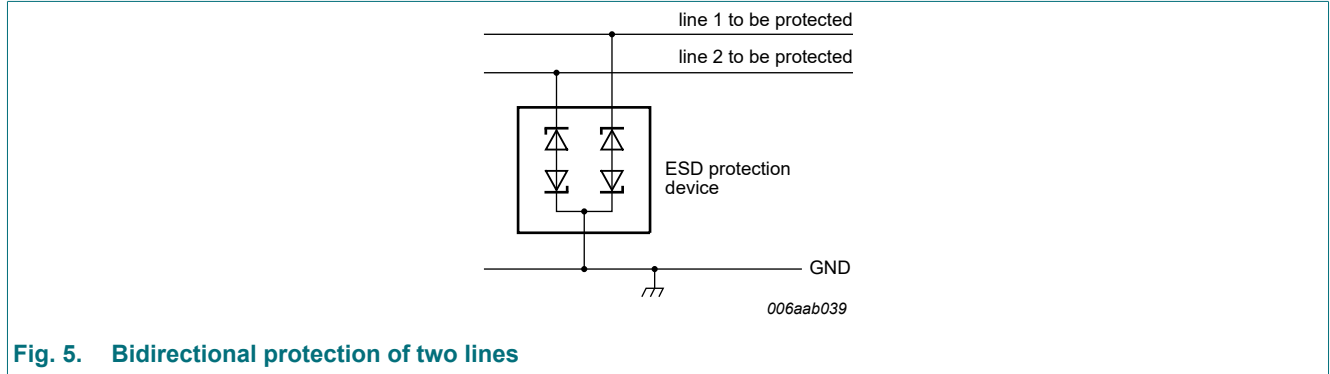 line 1 to be protected
line 2 to be protected
ESD protection
device
GND
006aab039
Fig. 5. Bidirectional protection of two lines